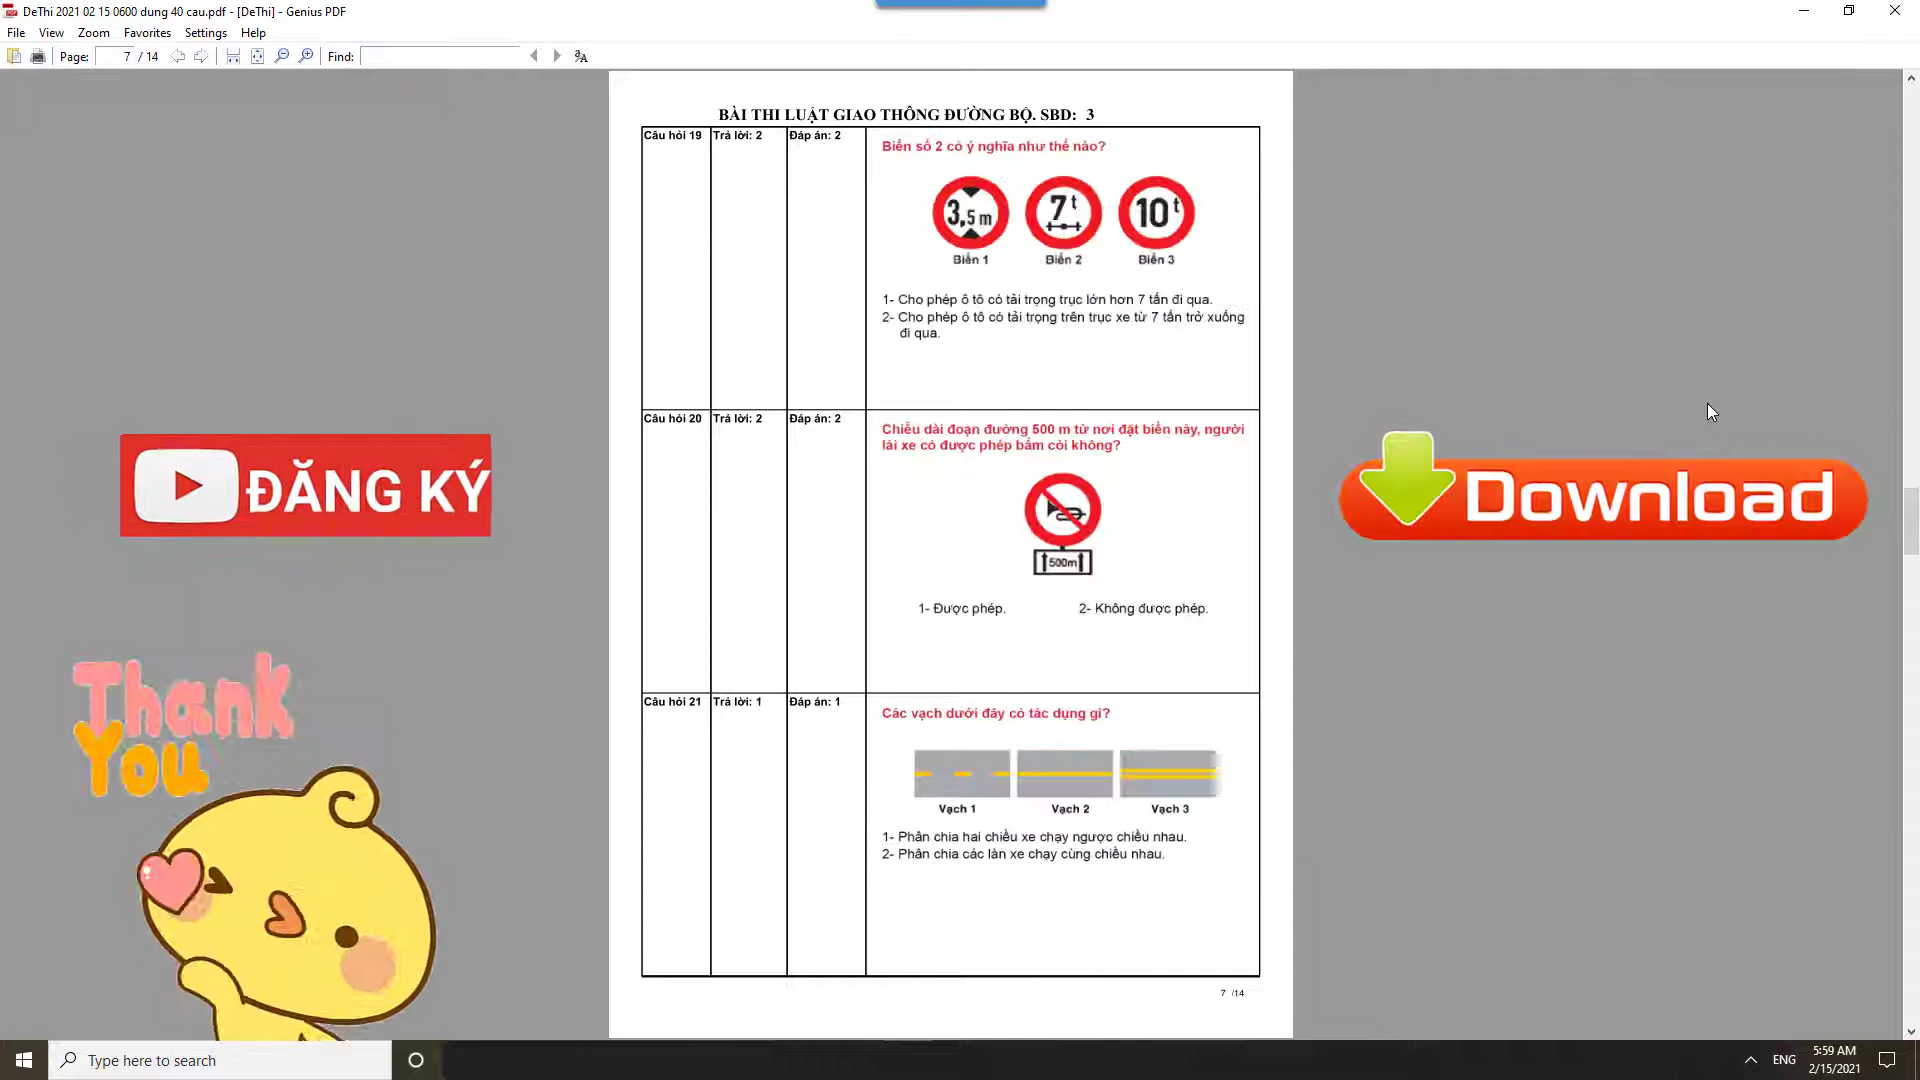 DeThi 2021 02 15 0600 dung 40 cau.pdf - [DeThi] - Genius PDF
File View Zoom Favorites Settings Help
Page: 7 / 14 Find:
BÀI THI LUẬT GIAO THÔNG ĐƯỜNG BỘ. SBD: 3
Câu hỏi 19 Trả lời: 2 Đáp án: 2
Biển số 2 có ý nghĩa như thế nào?
3,5 m 7 t 10 t
Biển 1 Biển 2 Biển 3
1- Cho phép ô tô có tải trọng trục lớn hơn 7 tấn đi qua.
2- Cho phép ô tô có tải trọng trên trục xe từ 7 tấn trở xuống
đi qua.
Câu hỏi 20 Trả lời: 2 Đáp án: 2
Chiều dài đoạn đường 500 m từ nơi đặt biển này, người
lái xe có được phép bấm còi không?
500m
1- Được phép. 2- Không được phép.
Câu hỏi 21 Trả lời: 1 Đáp án: 1
Các vạch dưới đây có tác dụng gì?
Vạch 1 Vạch 2 Vạch 3
1- Phân chia hai chiều xe chạy ngược chiều nhau.
2- Phân chia các làn xe chạy cùng chiều nhau.
7 /14
ĐĂNG KÝ
Download
Thank
You
Type here to search
ENG
5:59 AM
2/15/2021